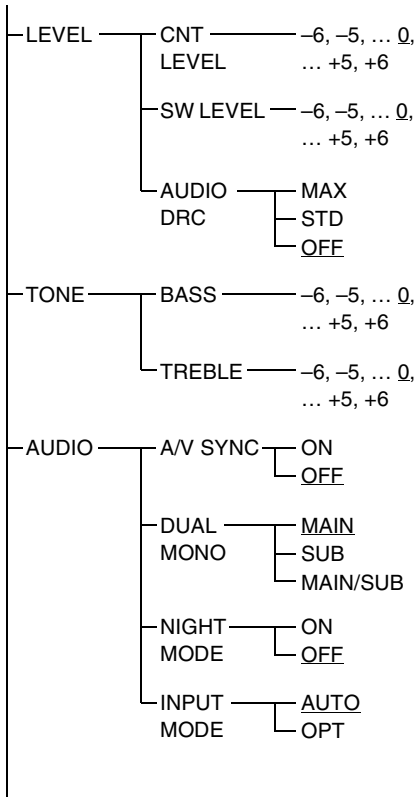 LEVEL CNT –6, –5, … 0,
LEVEL … +5, +6
SW LEVEL –6, –5, … 0,
… +5, +6
AUDIO MAX
DRC STD
OFF
TONE BASS –6, –5, … 0,
… +5, +6
TREBLE –6, –5, … 0,
… +5, +6
AUDIO A/V SYNC ON
OFF
DUAL MAIN
MONO SUB
MAIN/SUB
NIGHT ON
MODE OFF
INPUT AUTO
MODE OPT